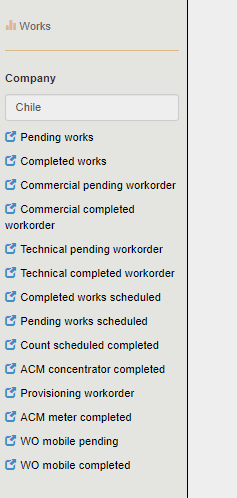 Works
Company
Chile
Pending works
Completed works
Commercial pending workorder
Commercial completed
workorder
Technical pending workorder
Technical completed workorder
Completed works scheduled
Pending works scheduled
Count scheduled completed
ACM concentrator completed
Provisioning workorder
ACM meter completed
WO mobile pending
WO mobile completed